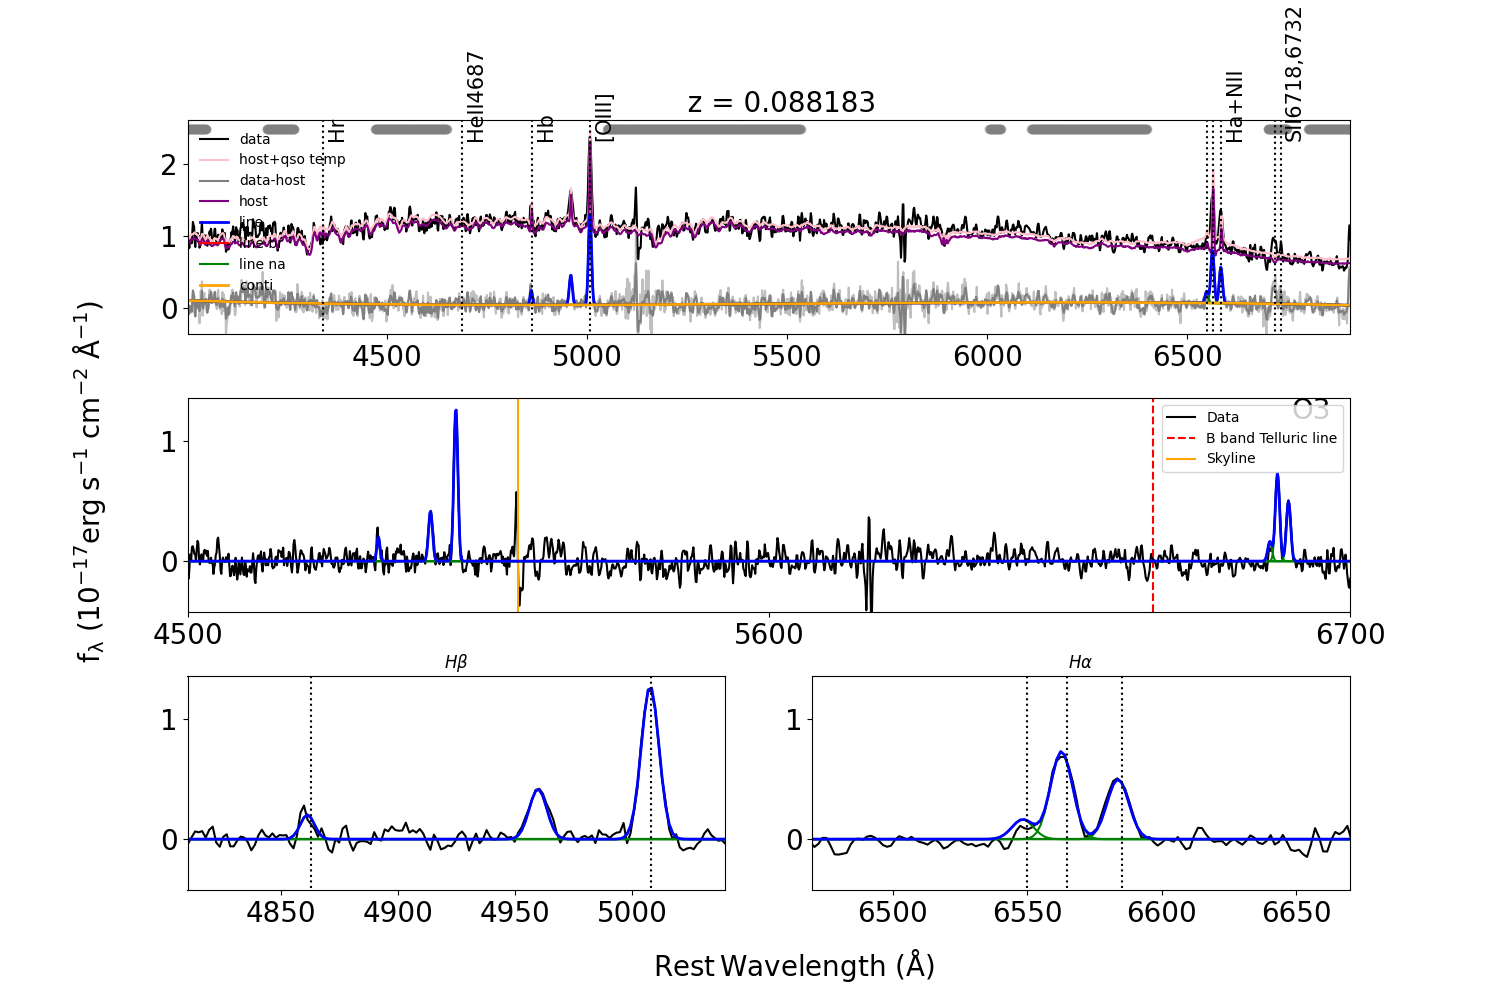 z = 0.088183
Hr
HeII4687
Hb
[OIII]
Ha+NII
SII6718,6732
data
host+qso temp
data-host
host
line
line na
conti
2
1
0
4500 5000 5500 6000 6500
f_λ (10^−17 erg s^−1 cm^−2 Å^−1)
O3
Data
B band Telluric line
Skyline
1
0
4500 5600 6700
Hβ
1
0
4850 4900 4950 5000
Hα
1
0
6500 6550 6600 6650
Rest Wavelength (Å)